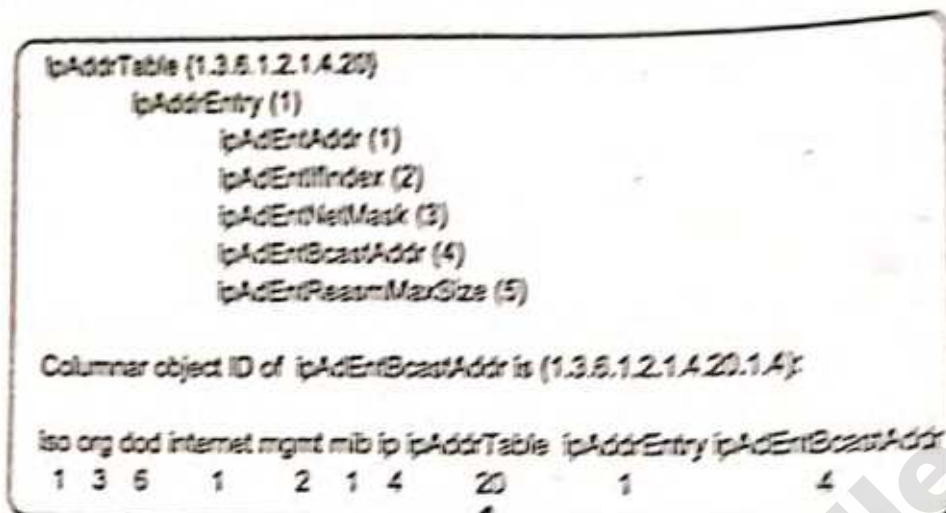 ipAddrTable {1.3.6.1.2.1.4.20}
ipAddrEntry (1)
ipAdEntAddr (1)
ipAdEntIfIndex (2)
ipAdEntNetMask (3)
ipAdEntBcastAddr (4)
ipAdEntReasmMaxSize (5)
Columnar object ID of ipAdEntBcastAddr is (1.3.6.1.2.1.4.20.1.4):
iso org dod internet mgmt mib ip ipAddrTable ipAddrEntry ipAdEntBcastAddr
1 3 6 1 2 1 4 20 1 4